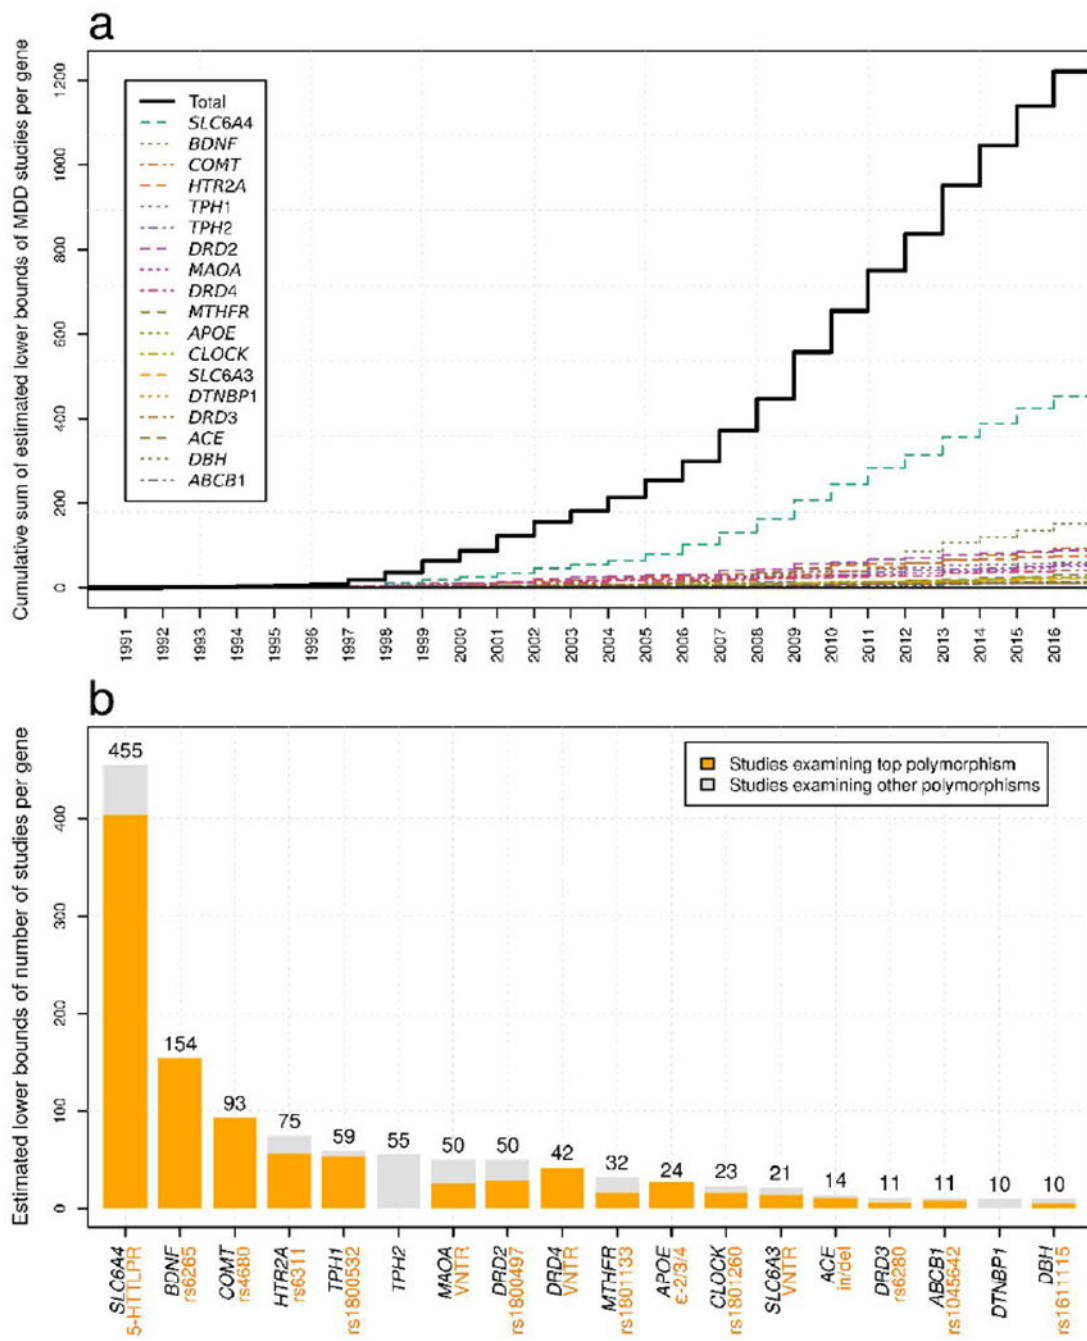 a
Cumulative sum of estimated lower bounds of MDD studies per gene
1200
1000
800
600
400
200
0
Total
SLC6A4
BDNF
COMT
HTR2A
TPH1
TPH2
DRD2
MAOA
DRD4
MTHFR
APOE
CLOCK
SLC6A3
DTNBP1
DRD3
ACE
DBH
ABCB1
1991
1992
1993
1994
1995
1996
1997
1998
1999
2000
2001
2002
2003
2004
2005
2006
2007
2008
2009
2010
2011
2012
2013
2014
2015
2016
b
Estimated lower bounds of number of studies per gene
400
300
200
100
0
Studies examining top polymorphism
Studies examining other polymorphisms
455
154
93
75
59
55
50
50
42
32
24
23
21
14
11
11
10
10
SLC6A4
5-HTTLPR
BDNF
rs6265
COMT
rs4680
HTR2A
rs6311
TPH1
rs1800532
TPH2
MAOA
VNTR
DRD2
rs1800497
DRD4
VNTR
MTHFR
rs1801133
APOE
ε-2/3/4
CLOCK
rs1801260
SLC6A3
VNTR
ACE
in/del
DRD3
rs6280
ABCB1
rs1045642
DTNBP1
DBH
rs1611115